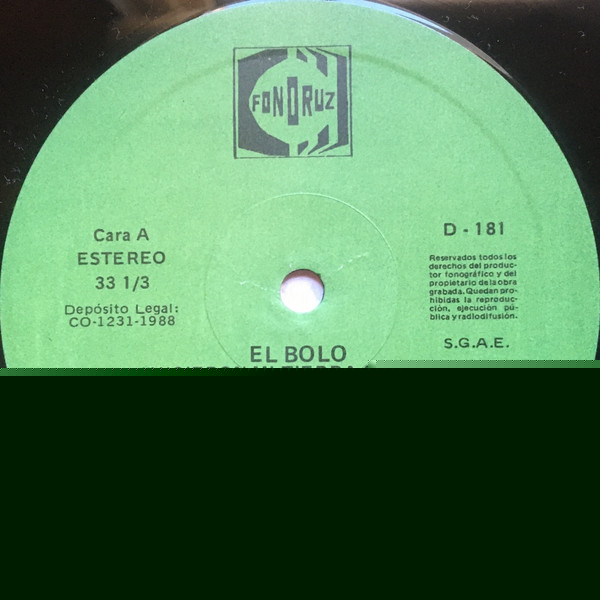 FONORUZ
Cara A
ESTEREO
33 1/3
Depósito Legal:
CO-1231-1988
D - 181
Reservados todos los
derechos del produc-
tor fonográfico y del
propietario de la obra
grabada. Quedan pro-
hibidas la reproduc-
ción, ejecución pú-
blica y radiodifusión.
S.G.A.E.
EL BOLO